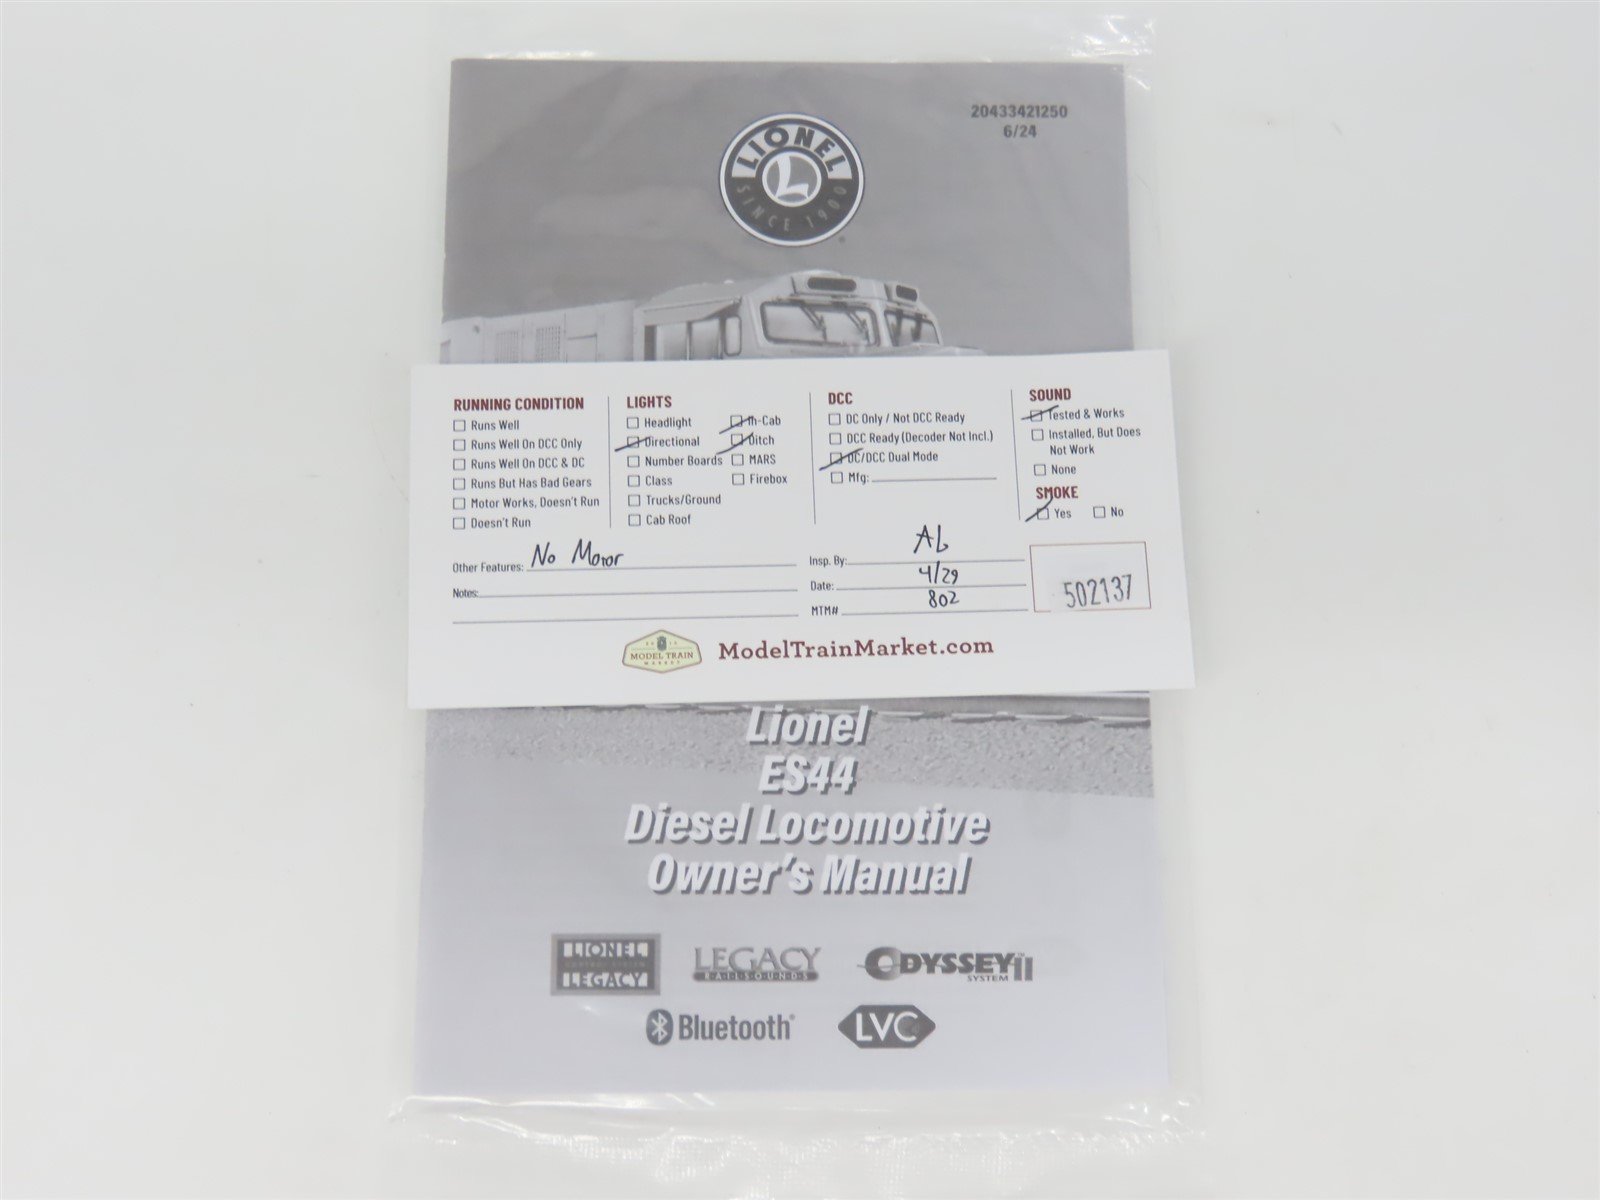 20433421250
6/24
LIONEL
L
SINCE 1900
RUNNING CONDITION
Runs Well
Runs Well On DCC Only
Runs Well On DCC & DC
Runs But Has Bad Gears
Motor Works, Doesn't Run
Doesn't Run
LIGHTS
Headlight
Directional
Number Boards
Class
Trucks/Ground
Cab Roof
In-Cab
Ditch
MARS
Firebox
DCC
DC Only / Not DCC Ready
DCC Ready (Decoder Not Incl.)
DC/DCC Dual Mode
Mfg:
SOUND
Tested & Works
Installed, But Does
Not Work
None
SMOKE
Yes No
Other Features: No Motor
Notes:
Insp. By: AL
Date: 4/29
MTM# 802
502137
MODEL TRAIN
MARKET
ModelTrainMarket.com
Lionel
ES44
Diesel Locomotive
Owner's Manual
LIONEL
CONTROL SYSTEM
LEGACY
LEGACY
RAILSOUNDS
ODYSSEY II
SYSTEM
Bluetooth
LVC